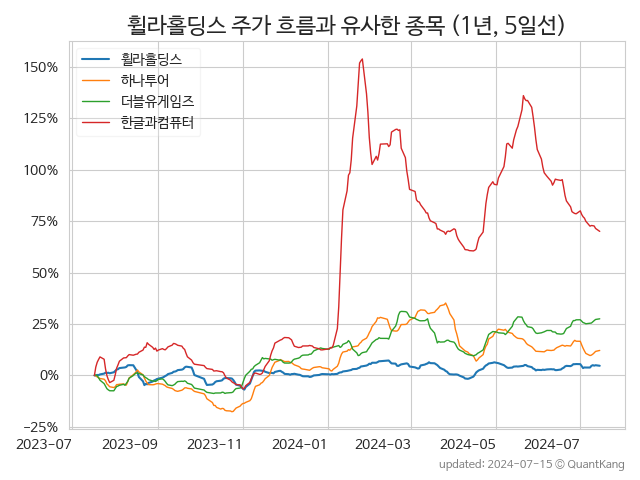 휠라홀딩스 주가 흐름과 유사한 종목 (1년, 5일선)
휠라홀딩스
하나투어
더블유게임즈
한글과컴퓨터
150%
125%
100%
75%
50%
25%
0%
−25%
2023-07 2023-09 2023-11 2024-01 2024-03 2024-05 2024-07
updated: 2024-07-15 © QuantKang